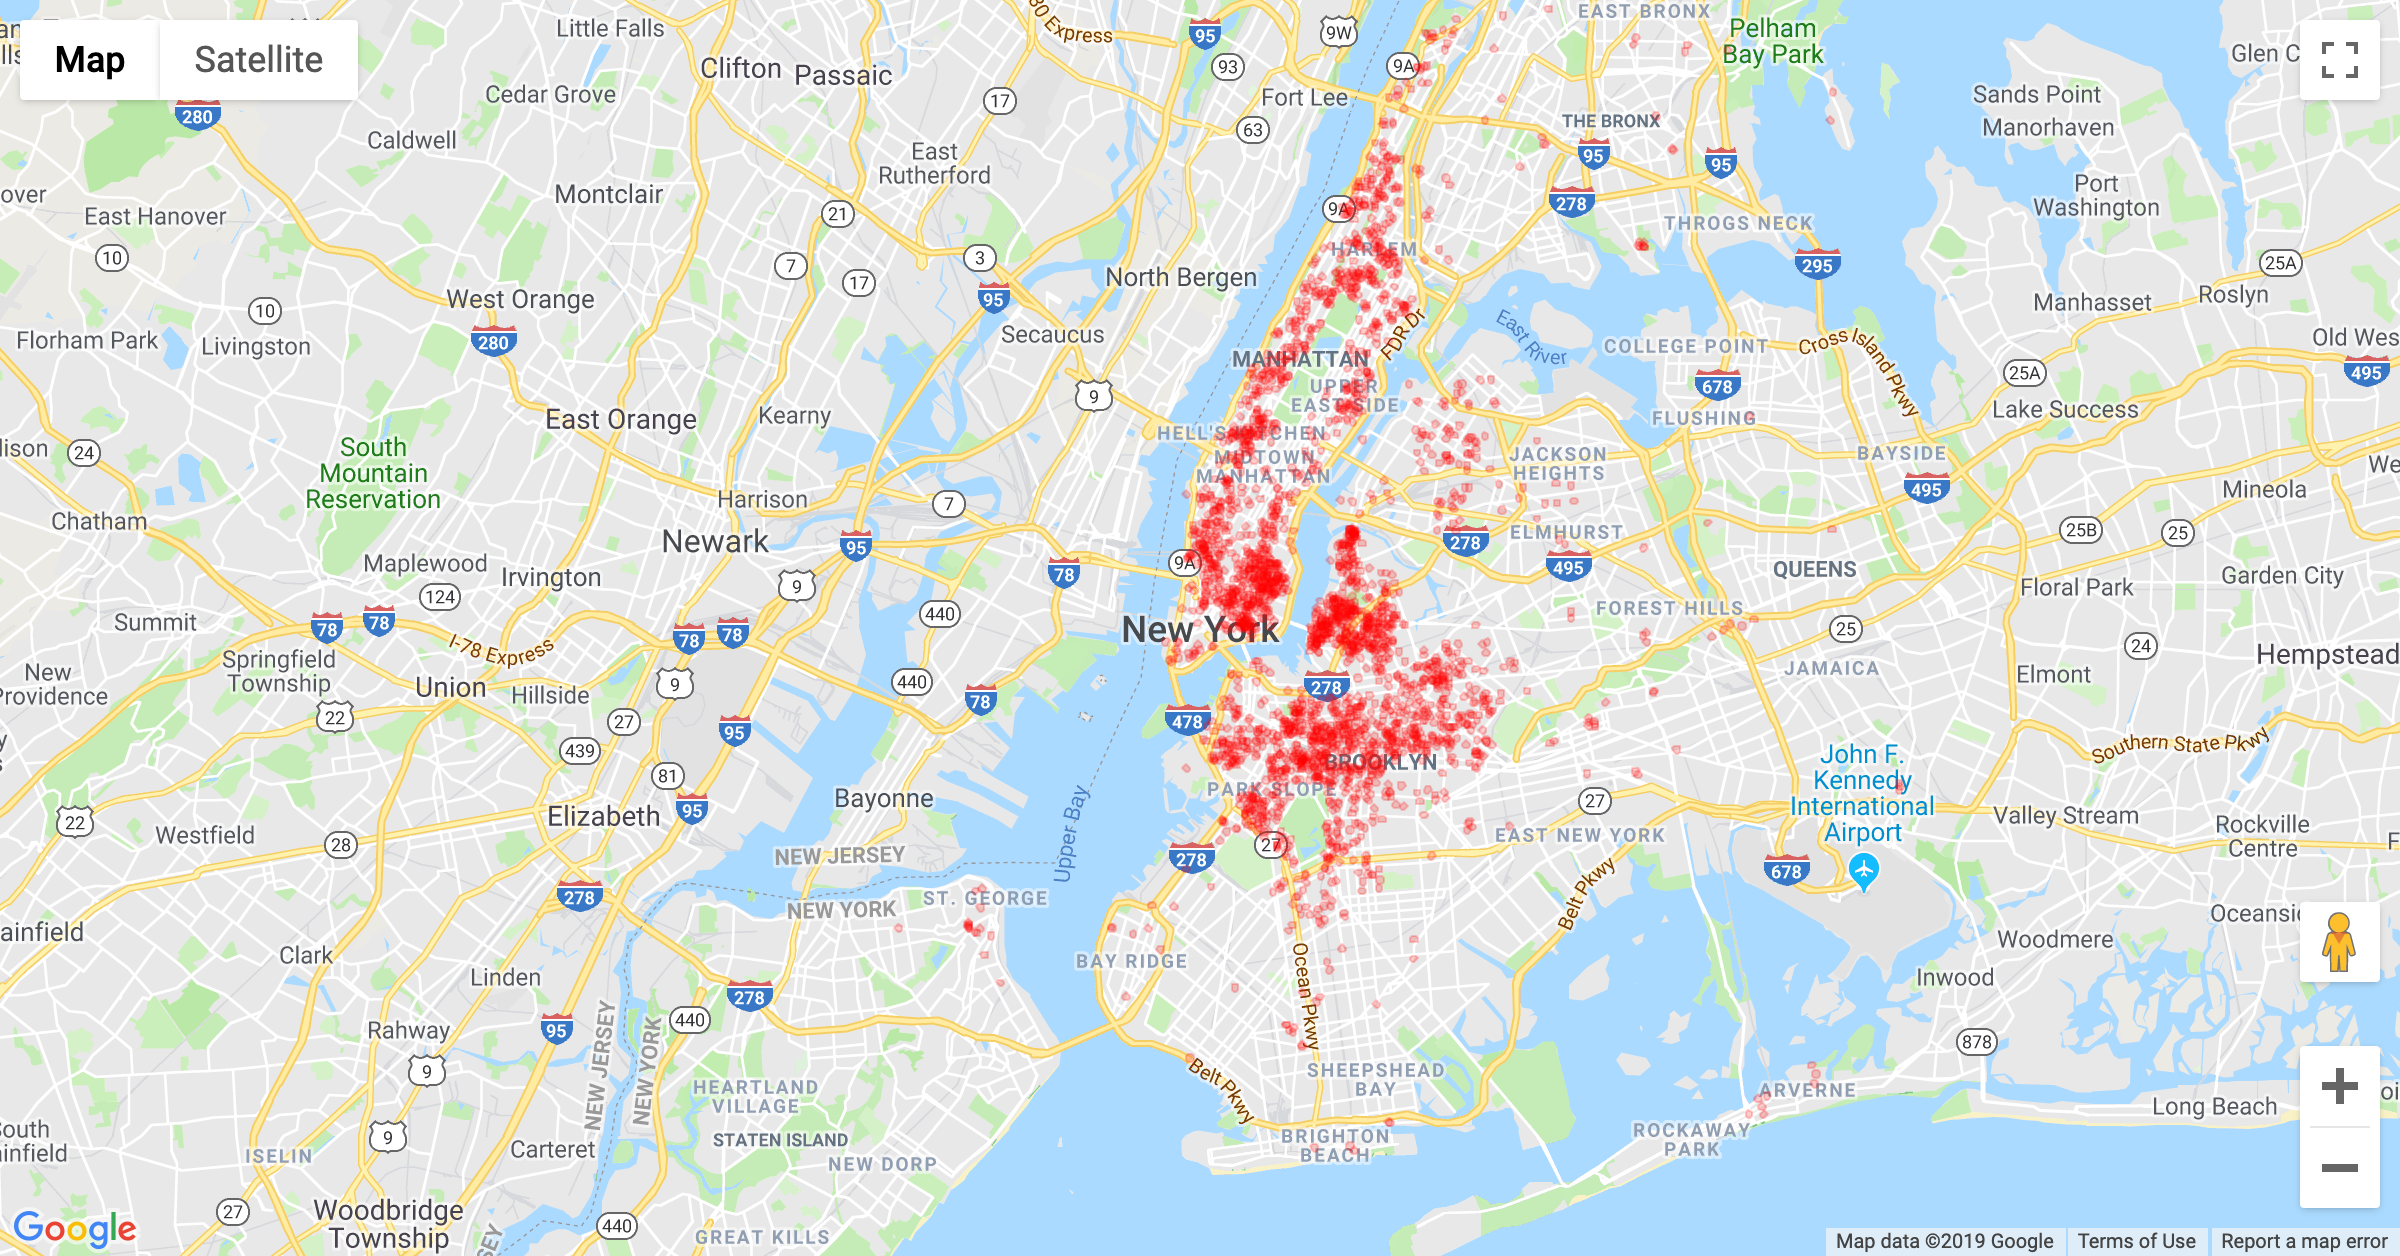 Map
Satellite
Little Falls
Cedar Grove
Caldwell
Clifton
Passaic
80 Express
95
9W
93
17
Fort Lee
63
9A
EAST BRONX
Pelham
Bay Park
Glen C
Sands Point
Manorhaven
THE BRONX
95
95
278
280
East Hanover
10
Montclair
East
Rutherford
21
9A
HARLEM
THROGS NECK
Port
Washington
3
7
17
95
North Bergen
295
25A
10
West Orange
Manhasset
Roslyn
Florham Park
Livingston
280
Secaucus
FDR Dr
East River
COLLEGE POINT
Cross Island Pkwy
Old Wes
495
MANHATTAN
UPPER
EAST SIDE
678
25A
9
East Orange
Kearny
FLUSHING
Lake Success
24
South
Mountain
Reservation
HELL'S KITCHEN
MIDTOWN
MANHATTAN
JACKSON
HEIGHTS
BAYSIDE
495
Mineola
Harrison
7
Chatham
Newark
95
ELMHURST
278
495
25B
25
Maplewood
Irvington
9
78
9A
QUEENS
Floral Park
Garden City
124
440
Summit
78
78
I-78 Express
78
78
New York
FOREST HILLS
25
24
Springfield
Township
New
Providence
Union
Hillside
9
440
78
278
JAMAICA
Elmont
Hempstead
22
27
478
439
95
Southern State Pkwy
81
BROOKLYN
John F.
Kennedy
International
Airport
PARK SLOPE
22
Westfield
28
Elizabeth
95
Bayonne
Upper Bay
27
EAST NEW YORK
27
Valley Stream
Rockville
Centre
NEW JERSEY
278
678
278
NEW YORK
ST. GEORGE
Belt Pkwy
Oceansi
ainfield
Clark
Linden
BAY RIDGE
Ocean Pkwy
Woodmere
Inwood
278
Rahway
95
440
NEW JERSEY
NEW YORK
878
9
HEARTLAND
VILLAGE
Belt Pkwy
SHEEPSHEAD
BAY
ARVERNE
Long Beach
9
Carteret
STATEN ISLAND
NEW DORP
BRIGHTON
BEACH
ROCKAWAY
PARK
ISELIN
27
Woodbridge
Township
440
GREAT KILLS
Google
Map data ©2019 Google
Terms of Use
Report a map error